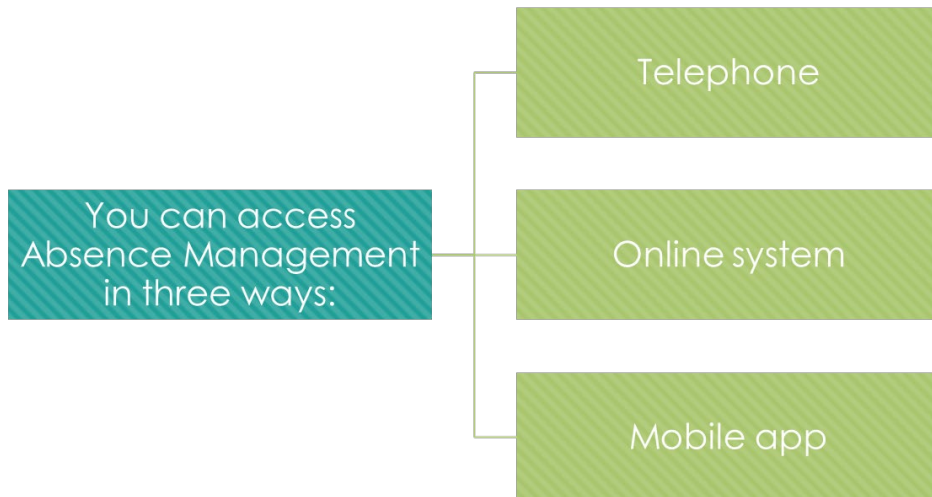 You can access
Absence Management
in three ways:
Telephone
Online system
Mobile app